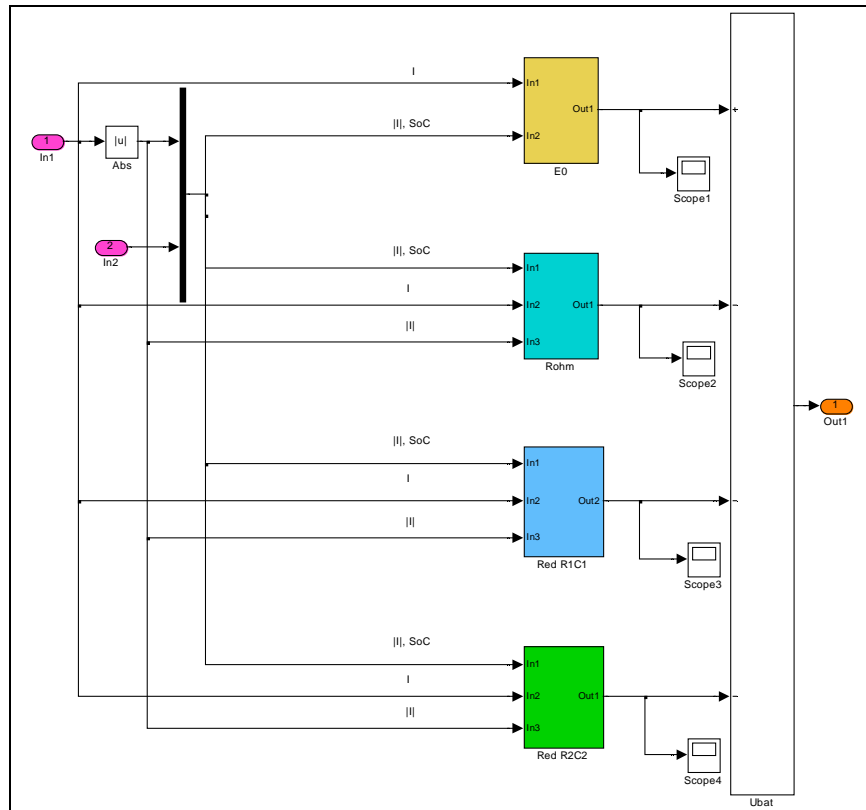 I
In1
Out1
+
|I|, SoC
In2
E0
Scope1
1
In1
|u|
Abs
2
In2
|I|, SoC
In1
I
In2
Out1
−
|I|
In3
Rohm
Scope2
1
Out1
|I|, SoC
In1
I
In2
Out2
−
|I|
In3
Red R1C1
Scope3
|I|, SoC
In1
I
In2
Out1
−
|I|
In3
Red R2C2
Scope4
Ubat